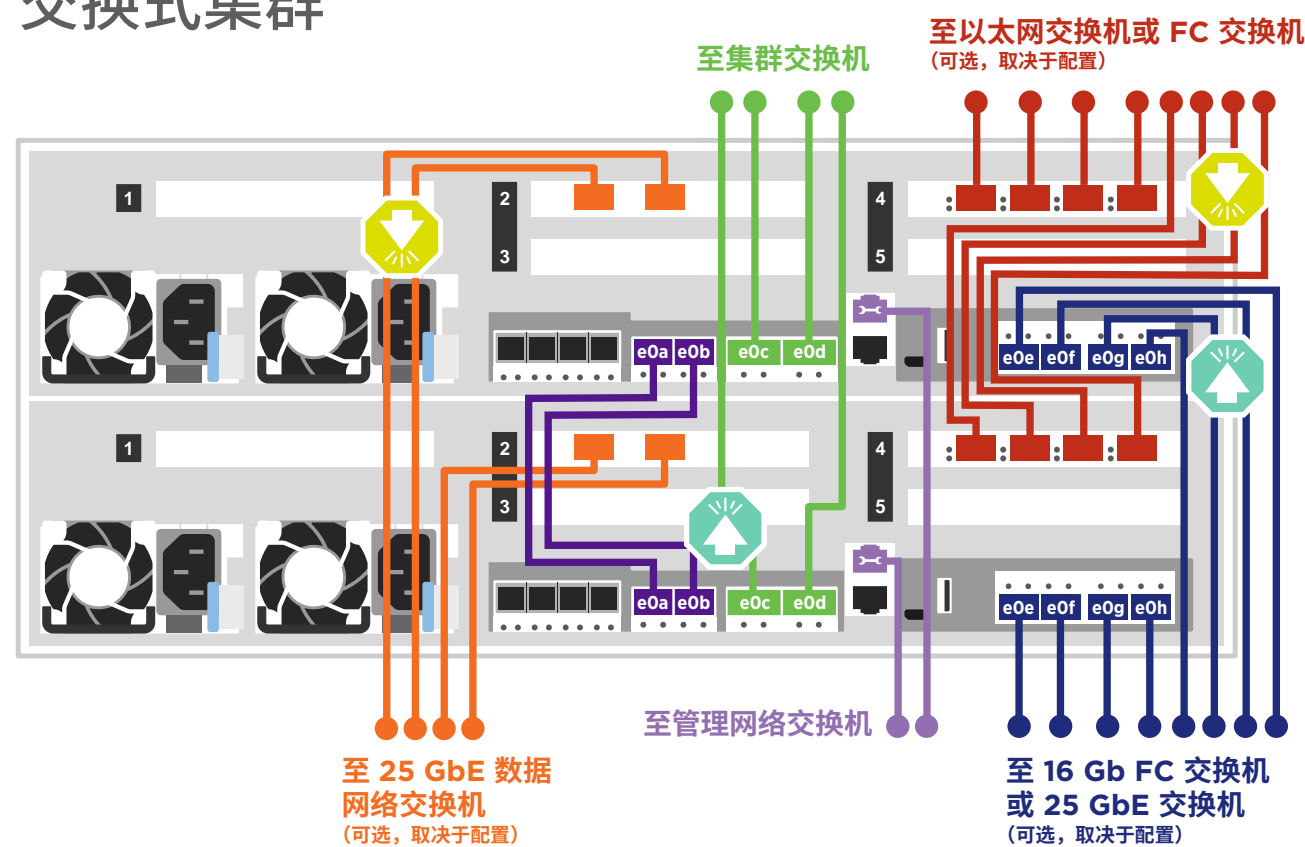 交换式集群
至以太网交换机或 FC 交换机
（可选，取决于配置）
至集群交换机
1
2
4
3
5
e0a e0b e0c e0d
e0e e0f e0g e0h
1
2
4
3
5
e0a e0b e0c e0d
e0e e0f e0g e0h
至管理网络交换机
至 25 GbE 数据
网络交换机
（可选，取决于配置）
至 16 Gb FC 交换机
或 25 GbE 交换机
（可选，取决于配置）